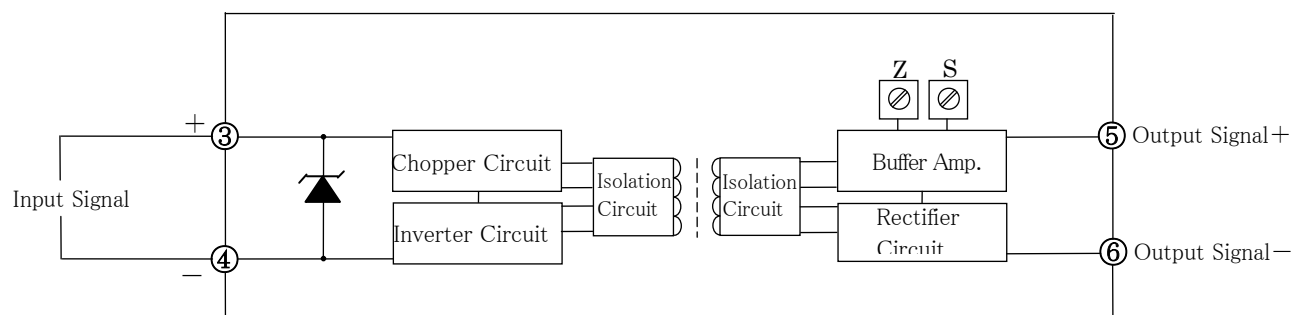 Z S
+ ③ ⑤ Output Signal+
Chopper Circuit
Buffer Amp.
Isolation
Circuit
Isolation
Circuit
Input Signal
Inverter Circuit
Rectifier
Circuit
− ④ ⑥ Output Signal−